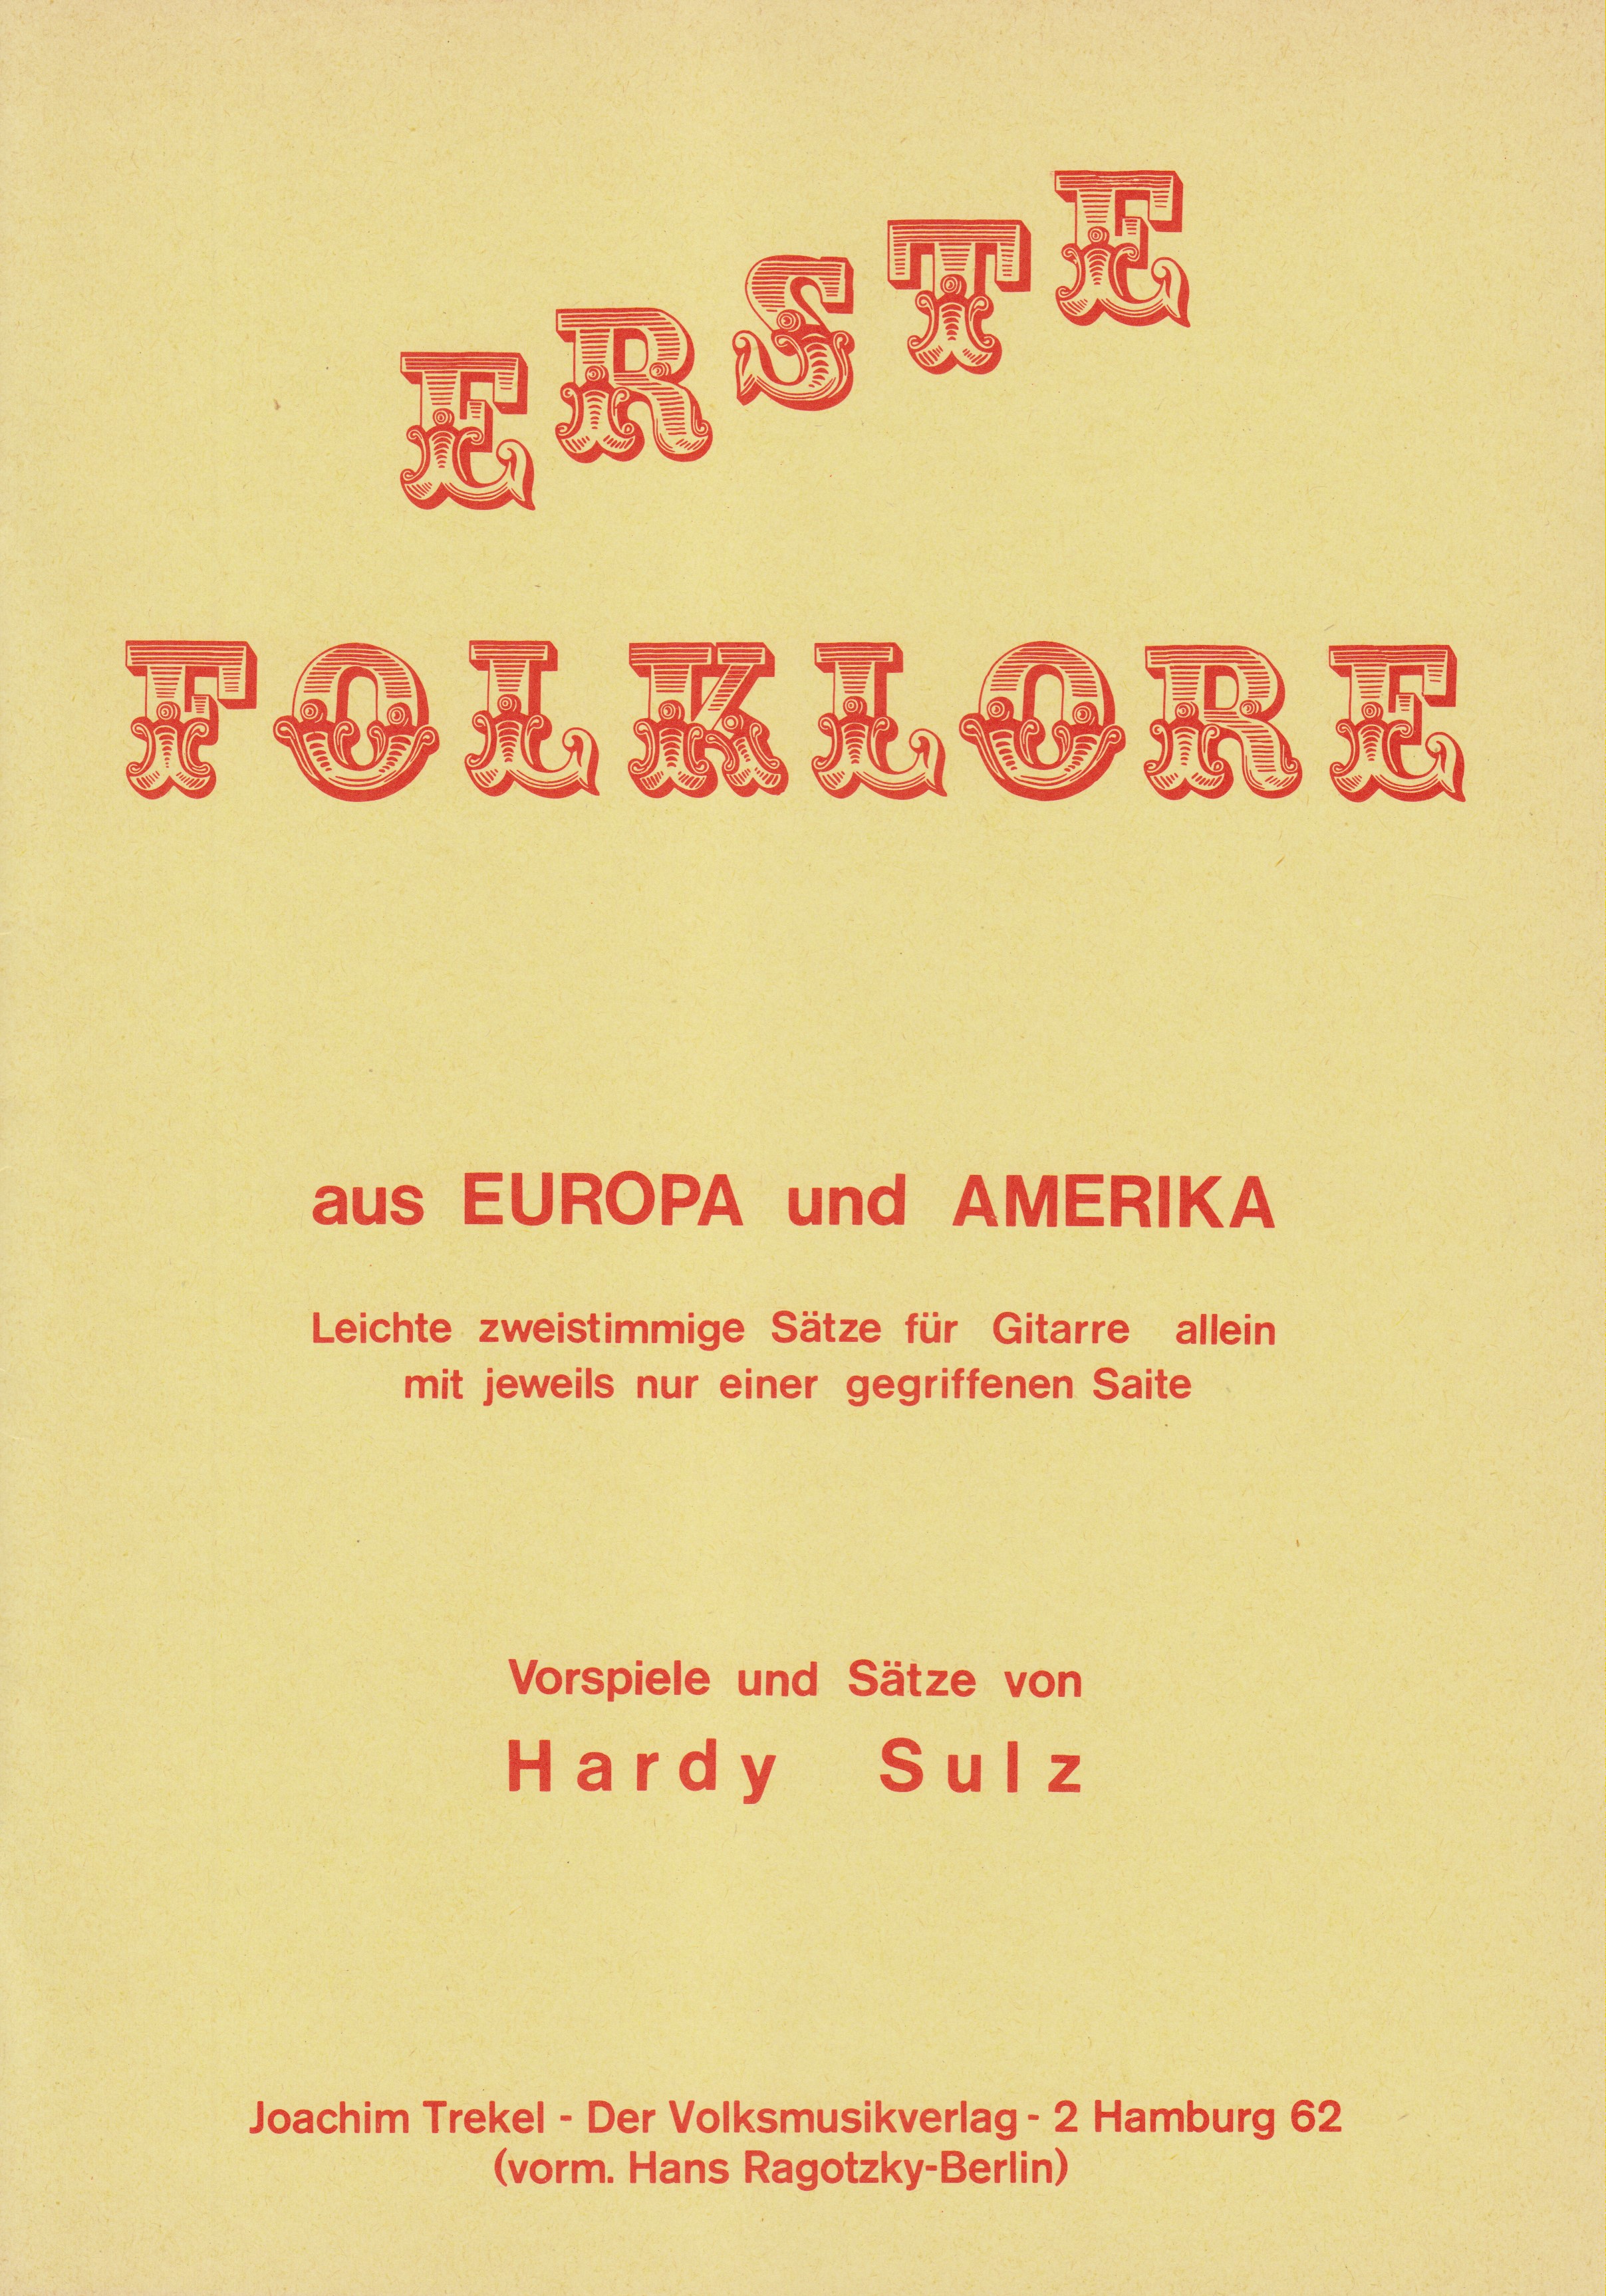 ERSTE
FOLKLORE
aus EUROPA und AMERIKA
Leichte zweistimmige Sätze für Gitarre allein
mit jeweils nur einer gegriffenen Saite
Vorspiele und Sätze von
Hardy Sulz
Joachim Trekel - Der Volksmusikverlag - 2 Hamburg 62
(vorm. Hans Ragotzky-Berlin)